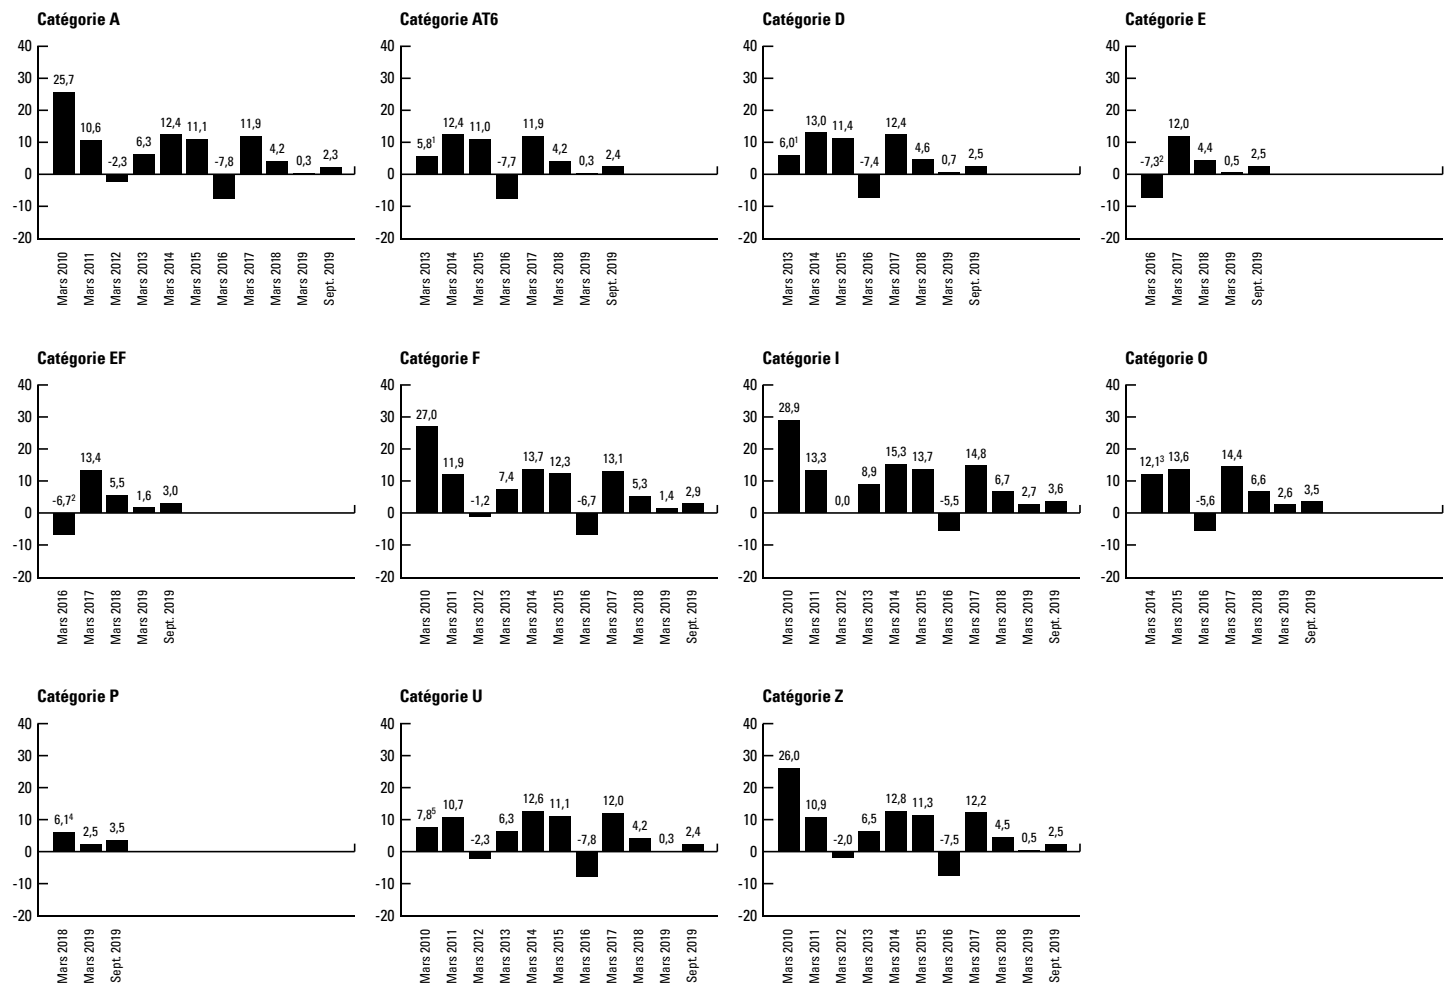 Catégorie A
40
30
20
10
0
-10
-20
25,7
10,6
-2,3
6,3
12,4
11,1
-7,8
11,9
4,2
0,3
2,3
Mars 2010
Mars 2011
Mars 2012
Mars 2013
Mars 2014
Mars 2015
Mars 2016
Mars 2017
Mars 2018
Mars 2019
Sept. 2019
Catégorie AT6
40
30
20
10
0
-10
-20
5,8¹
12,4
11,0
-7,7
11,9
4,2
0,3
2,4
Mars 2013
Mars 2014
Mars 2015
Mars 2016
Mars 2017
Mars 2018
Mars 2019
Sept. 2019
Catégorie D
40
30
20
10
0
-10
-20
6,0¹
13,0
11,4
-7,4
12,4
4,6
0,7
2,5
Mars 2013
Mars 2014
Mars 2015
Mars 2016
Mars 2017
Mars 2018
Mars 2019
Sept. 2019
Catégorie E
40
30
20
10
0
-10
-20
-7,3²
12,0
4,4
0,5
2,5
Mars 2016
Mars 2017
Mars 2018
Mars 2019
Sept. 2019
Catégorie EF
40
30
20
10
0
-10
-20
-6,7²
13,4
5,5
1,6
3,0
Mars 2016
Mars 2017
Mars 2018
Mars 2019
Sept. 2019
Catégorie F
40
30
20
10
0
-10
-20
27,0
11,9
-1,2
7,4
13,7
12,3
-6,7
13,1
5,3
1,4
2,9
Mars 2010
Mars 2011
Mars 2012
Mars 2013
Mars 2014
Mars 2015
Mars 2016
Mars 2017
Mars 2018
Mars 2019
Sept. 2019
Catégorie I
40
30
20
10
0
-10
-20
28,9
13,3
0,0
8,9
15,3
13,7
-5,5
14,8
6,7
2,7
3,6
Mars 2010
Mars 2011
Mars 2012
Mars 2013
Mars 2014
Mars 2015
Mars 2016
Mars 2017
Mars 2018
Mars 2019
Sept. 2019
Catégorie O
40
30
20
10
0
-10
-20
12,1³
13,6
-5,6
14,4
6,6
2,6
3,5
Mars 2014
Mars 2015
Mars 2016
Mars 2017
Mars 2018
Mars 2019
Sept. 2019
Catégorie P
40
30
20
10
0
-10
-20
6,1⁴
2,5
3,5
Mars 2018
Mars 2019
Sept. 2019
Catégorie U
40
30
20
10
0
-10
-20
7,8⁵
10,7
-2,3
6,3
12,6
11,1
-7,8
12,0
4,2
0,3
2,4
Mars 2010
Mars 2011
Mars 2012
Mars 2013
Mars 2014
Mars 2015
Mars 2016
Mars 2017
Mars 2018
Mars 2019
Sept. 2019
Catégorie Z
40
30
20
10
0
-10
-20
26,0
10,9
-2,0
6,5
12,8
11,3
-7,5
12,2
4,5
0,5
2,5
Mars 2010
Mars 2011
Mars 2012
Mars 2013
Mars 2014
Mars 2015
Mars 2016
Mars 2017
Mars 2018
Mars 2019
Sept. 2019